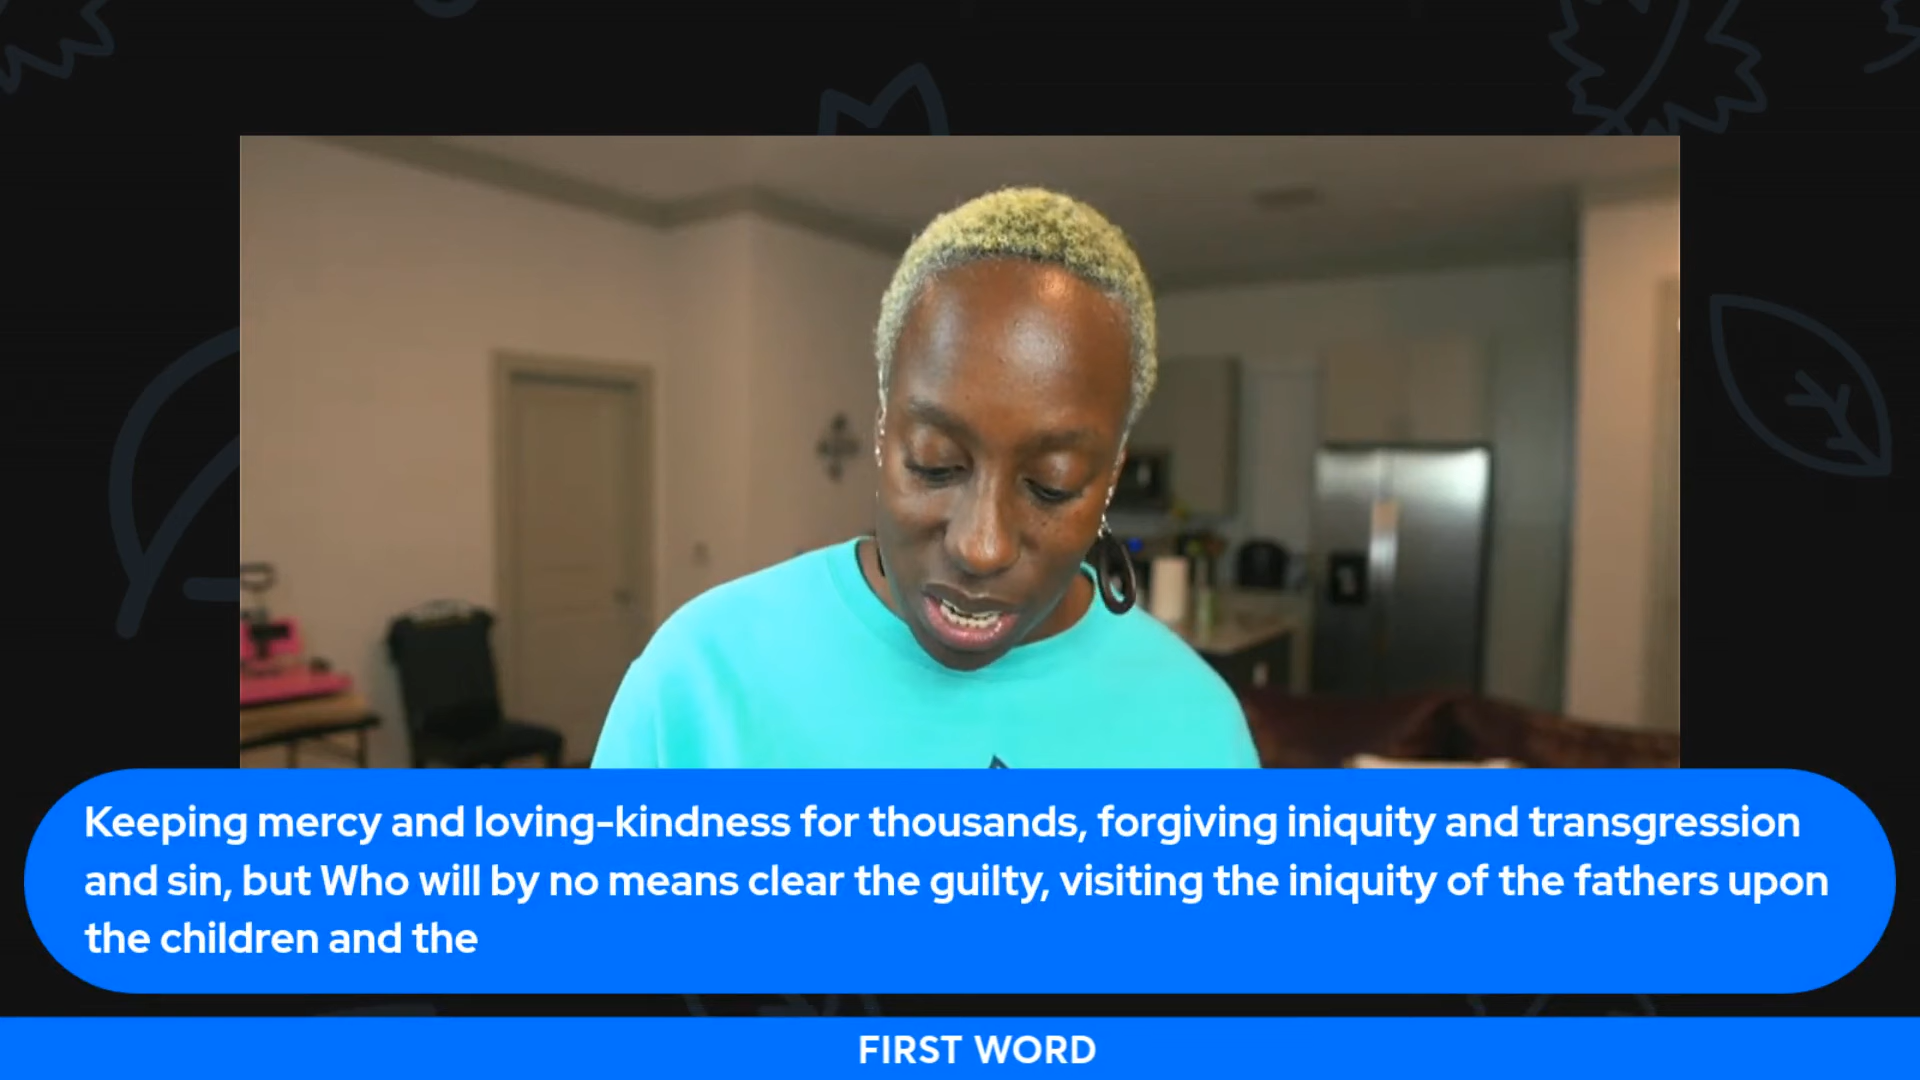 Keeping mercy and loving-kindness for thousands, forgiving iniquity and transgression
and sin, but Who will by no means clear the guilty, visiting the iniquity of the fathers upon
the children and the
FIRST WORD